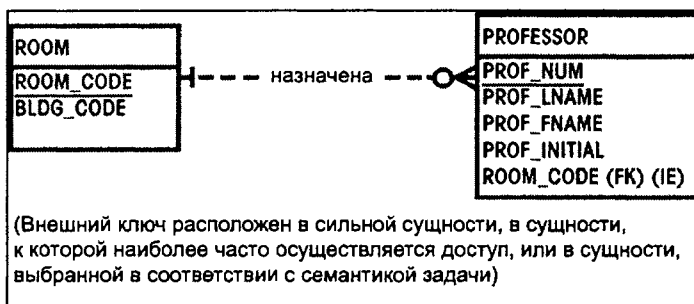 ROOM
ROOM_CODE
BLDG_CODE
назначена
PROFESSOR
PROF_NUM
PROF_LNAME
PROF_FNAME
PROF_INITIAL
ROOM_CODE (FK) (IE)
(Внешний ключ расположен в сильной сущности, в сущности,
к которой наиболее часто осуществляется доступ, или в сущности,
выбранной в соответствии с семантикой задачи)